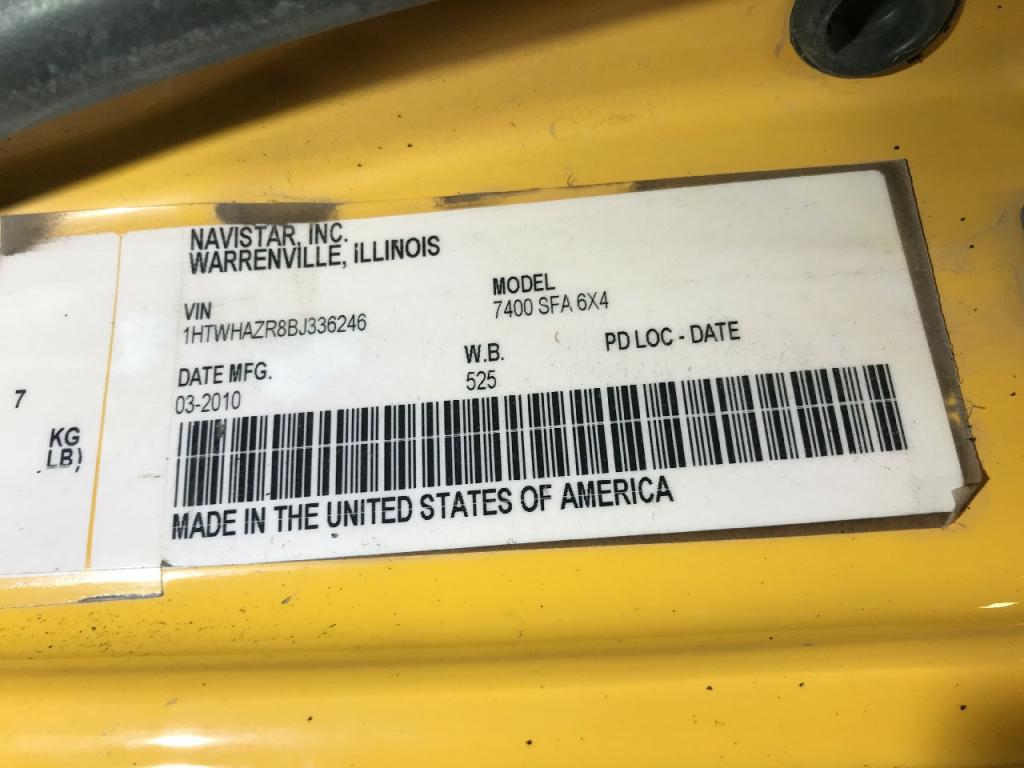 NAVISTAR, INC.
WARRENVILLE, ILLINOIS
VIN
1HTWHAZR8BJ336246
MODEL
7400 SFA 6X4
DATE MFG.
03-2010
W.B.
525
PD LOC - DATE
MADE IN THE UNITED STATES OF AMERICA
7
KG
LB)